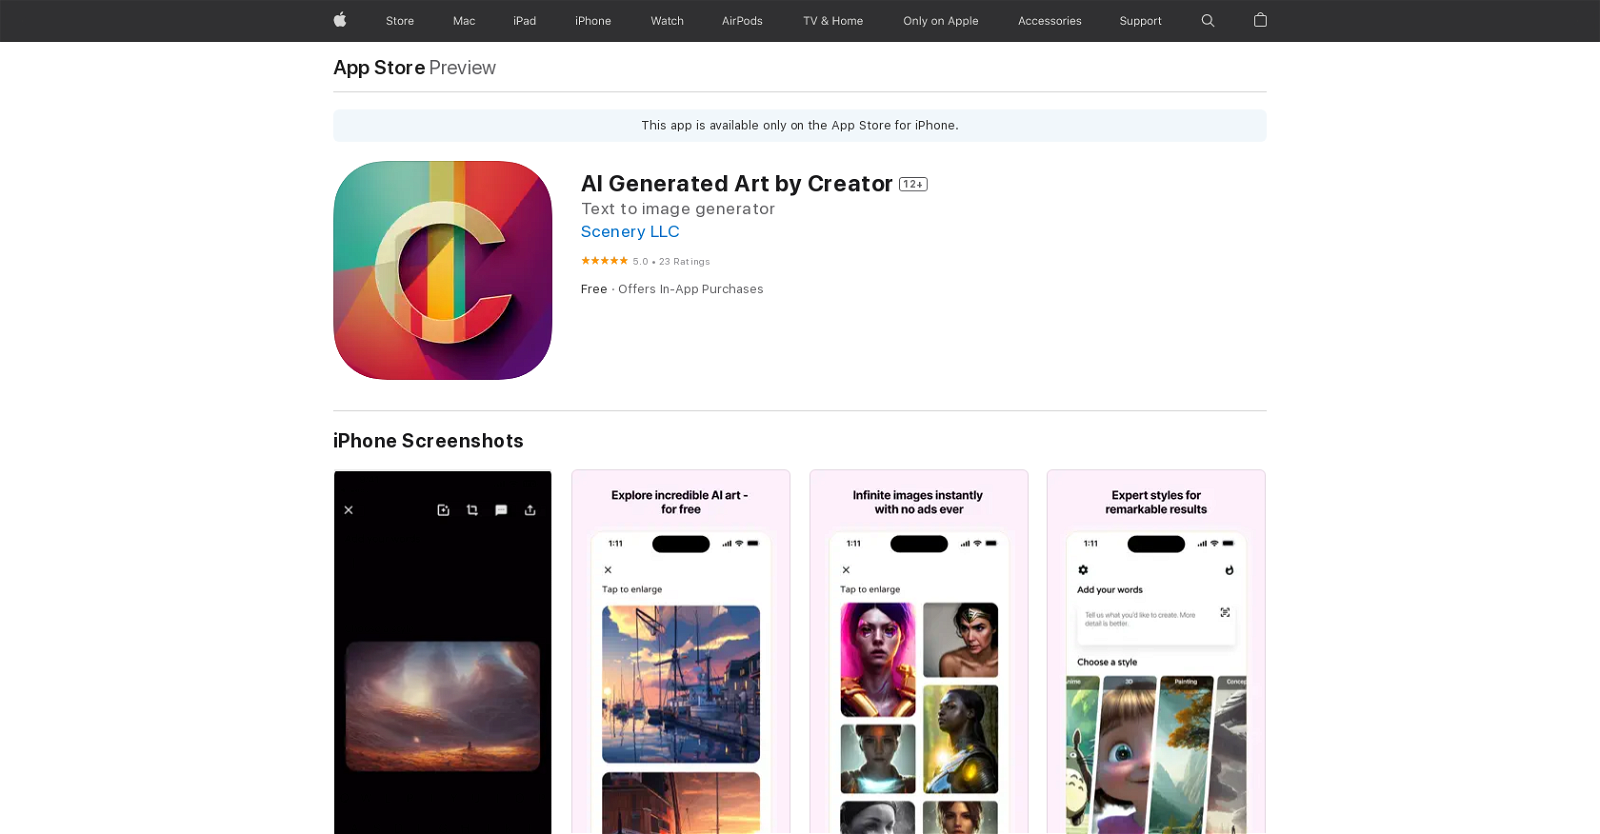 Store Mac iPad iPhone Watch AirPods TV & Home Only on Apple Accessories Support
App Store Preview
This app is available only on the App Store for iPhone.
AI Generated Art by Creator 12+
Text to image generator
Scenery LLC
5.0 • 23 Ratings
Free · Offers In-App Purchases
iPhone Screenshots
Explore incredible AI art -
for free
1:11
Tap to enlarge
Infinite images instantly
with no ads ever
1:11
Tap to enlarge
Expert styles for
remarkable results
1:11
Add your words
Tell us what you'd like to create. More
detail is better.
Choose a style
3D Painting